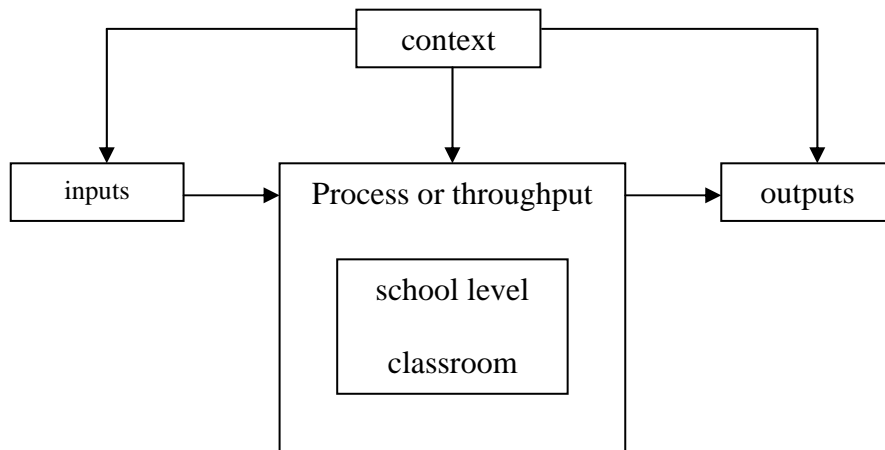 context
inputs
Process or throughput
outputs
school level
classroom